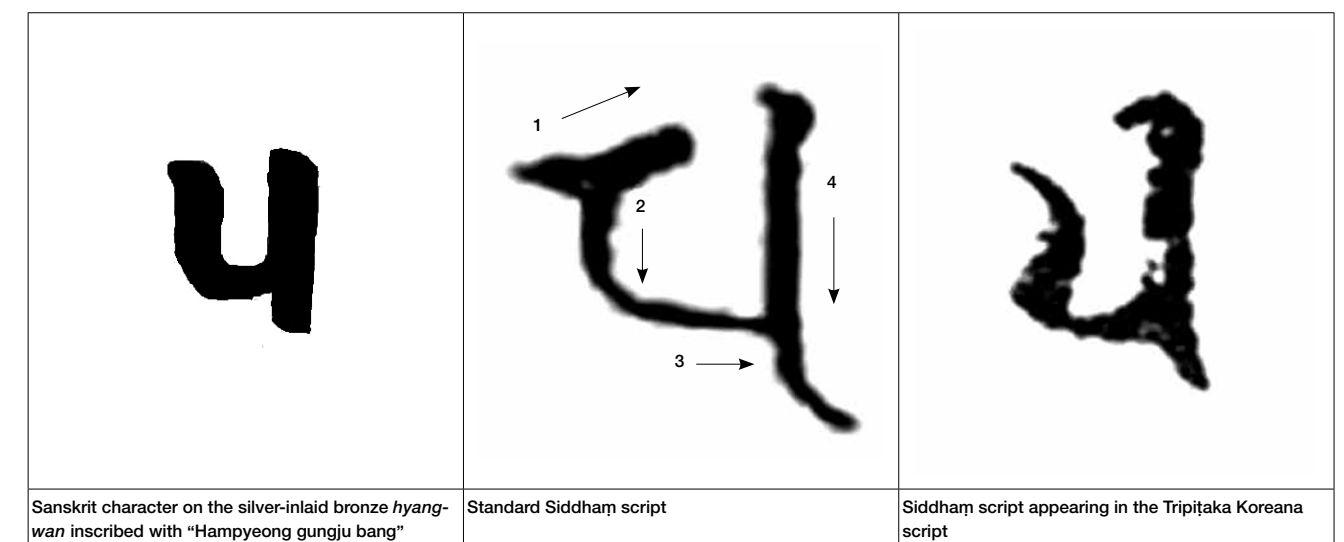 1
2
3
4
Sanskrit character on the silver-inlaid bronze hyang-
wan inscribed with “Hampyeong gungju bang”
Standard Siddhaṃ script
Siddhaṃ script appearing in the Tripiṭaka Koreana
script